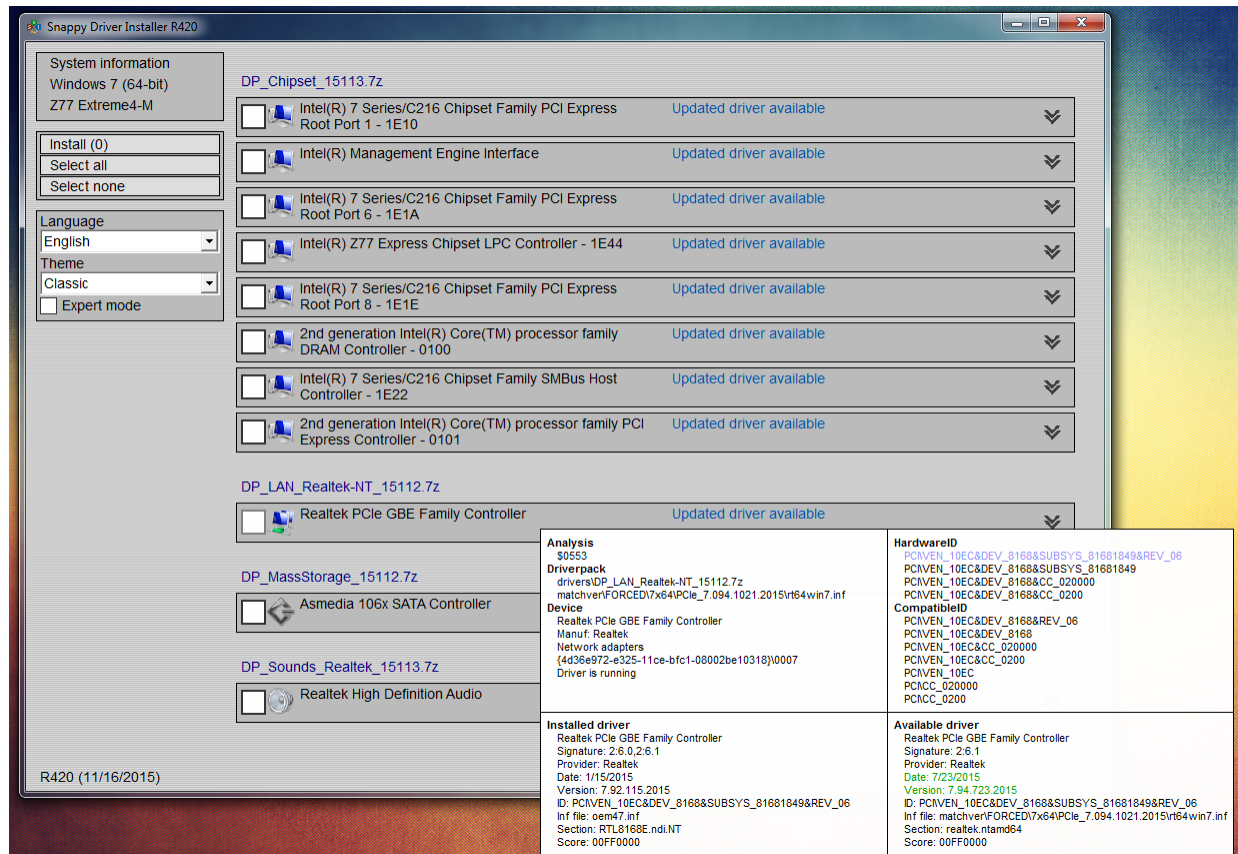 Snappy Driver Installer R420
System information
Windows 7 (64-bit)
Z77 Extreme4-M
Install (0)
Select all
Select none
Language
English
Theme
Classic
Expert mode
R420 (11/16/2015)
DP_Chipset_15113.7z
Intel(R) 7 Series/C216 Chipset Family PCI Express
Root Port 1 - 1E10
Updated driver available
Intel(R) Management Engine Interface
Updated driver available
Intel(R) 7 Series/C216 Chipset Family PCI Express
Root Port 6 - 1E1A
Updated driver available
Intel(R) Z77 Express Chipset LPC Controller - 1E44
Updated driver available
Intel(R) 7 Series/C216 Chipset Family PCI Express
Root Port 8 - 1E1E
Updated driver available
2nd generation Intel(R) Core(TM) processor family
DRAM Controller - 0100
Updated driver available
Intel(R) 7 Series/C216 Chipset Family SMBus Host
Controller - 1E22
Updated driver available
2nd generation Intel(R) Core(TM) processor family PCI
Express Controller - 0101
Updated driver available
DP_LAN_Realtek-NT_15112.7z
Realtek PCIe GBE Family Controller
Updated driver available
DP_MassStorage_15112.7z
Asmedia 106x SATA Controller
DP_Sounds_Realtek_15113.7z
Realtek High Definition Audio
Analysis
$0553
Driverpack
drivers\DP_LAN_Realtek-NT_15112.7z
matchver\FORCED\7x64\PCIe_7.094.1021.2015\rt64win7.inf
Device
Realtek PCIe GBE Family Controller
Manuf: Realtek
Network adapters
{4d36e972-e325-11ce-bfc1-08002be10318}\0007
Driver is running
HardwareID
PCI\VEN_10EC&DEV_8168&SUBSYS_81681849&REV_06
PCI\VEN_10EC&DEV_8168&SUBSYS_81681849
PCI\VEN_10EC&DEV_8168&CC_020000
PCI\VEN_10EC&DEV_8168&CC_0200
CompatibleID
PCI\VEN_10EC&DEV_8168&REV_06
PCI\VEN_10EC&DEV_8168
PCI\VEN_10EC&CC_020000
PCI\VEN_10EC&CC_0200
PCI\VEN_10EC
PCI\CC_020000
PCI\CC_0200
Installed driver
Realtek PCIe GBE Family Controller
Signature: 2:6.0,2:6.1
Provider: Realtek
Date: 1/15/2015
Version: 7.92.115.2015
ID: PCI\VEN_10EC&DEV_8168&SUBSYS_81681849&REV_06
Inf file: oem47.inf
Section: RTL8168E.ndi.NT
Score: 00FF0000
Available driver
Realtek PCIe GBE Family Controller
Signature: 2:6.1
Provider: Realtek
Date: 7/23/2015
Version: 7.94.723.2015
ID: PCI\VEN_10EC&DEV_8168&SUBSYS_81681849&REV_06
Inf file: matchver\FORCED\7x64\PCIe_7.094.1021.2015\rt64win7.inf
Section: realtek.ntamd64
Score: 00FF0000